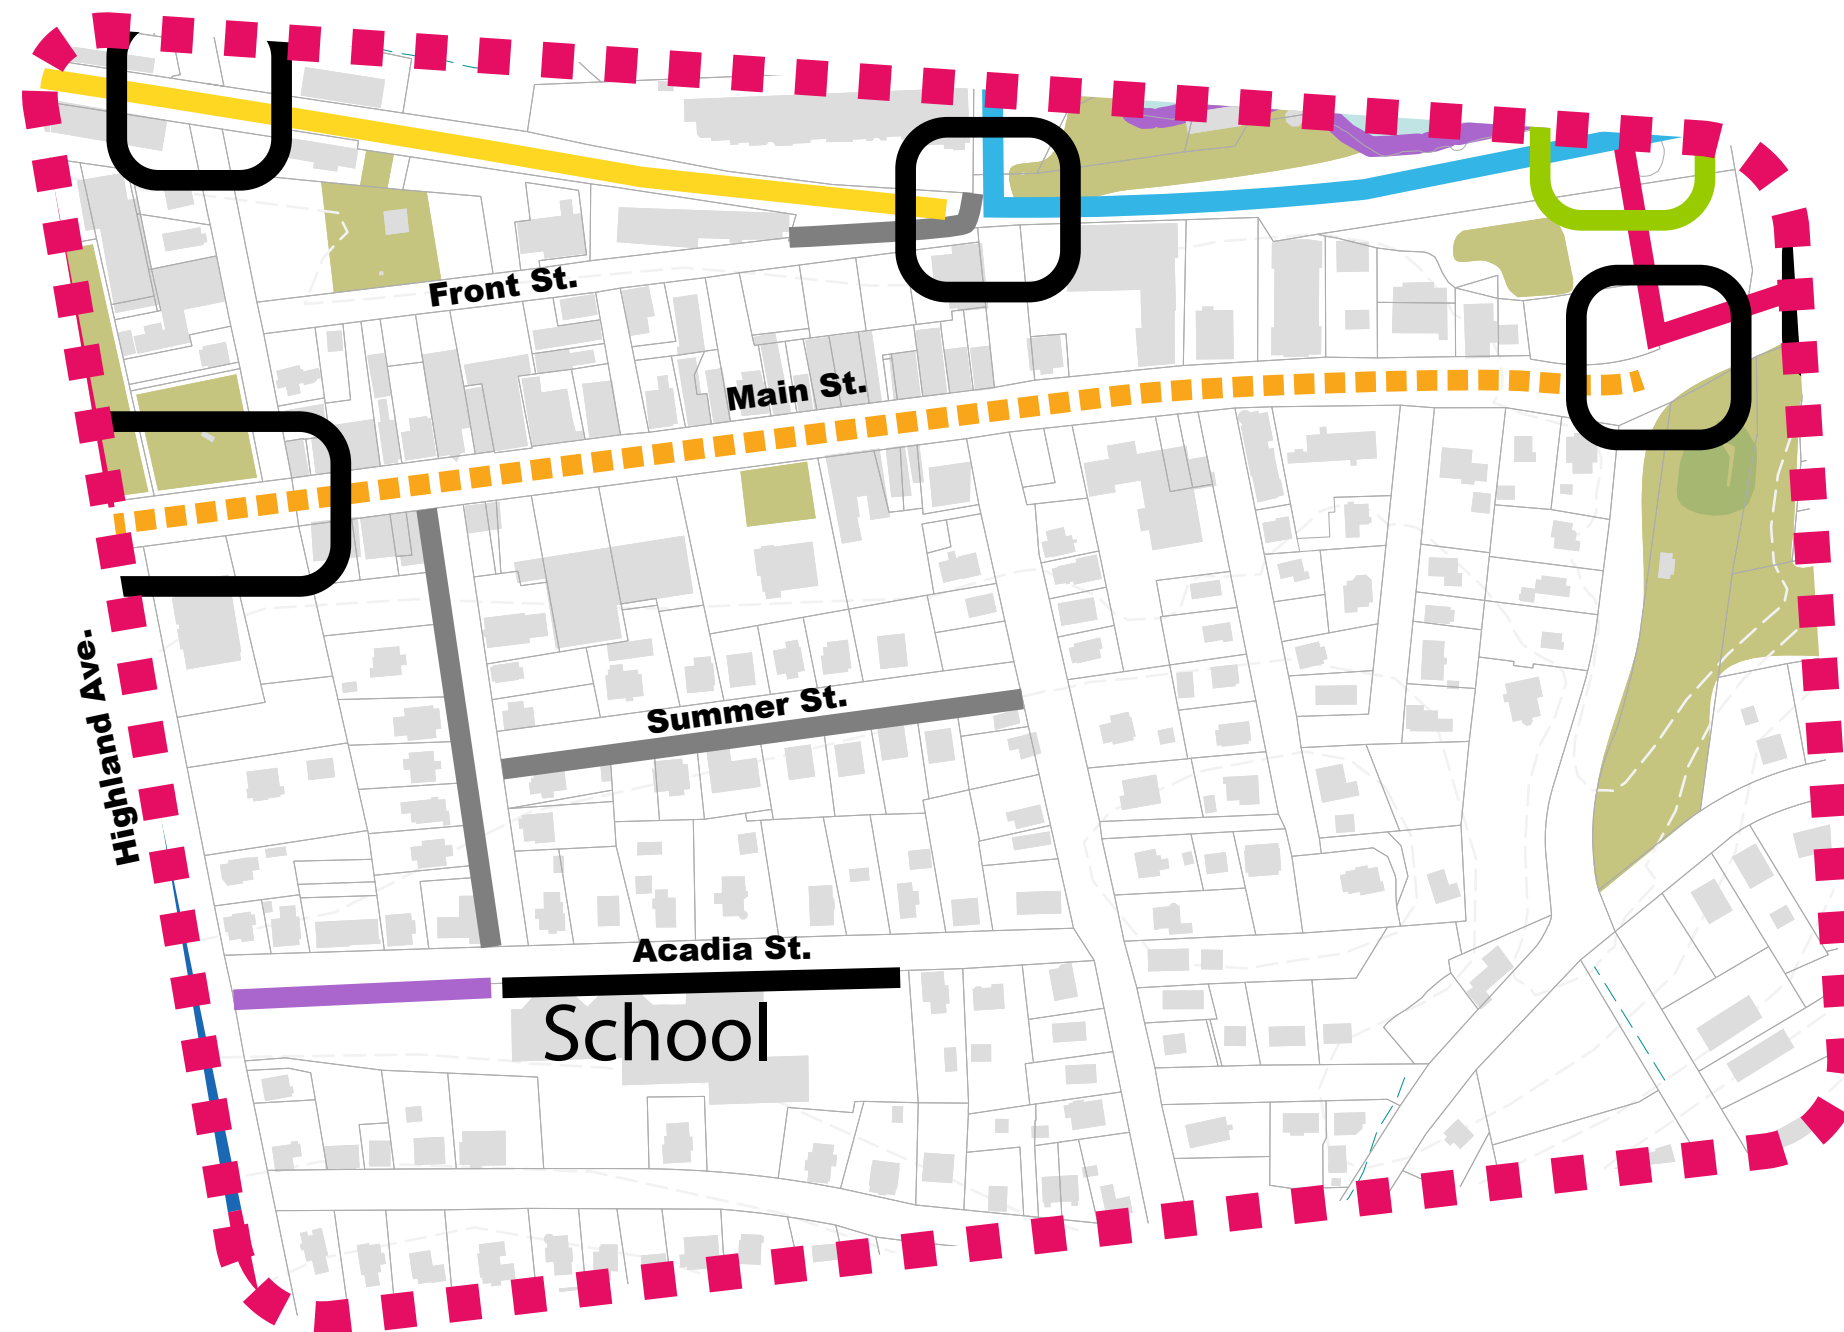 Front St.
Main St.
Highland Ave.
Summer St.
Acadia St.
School